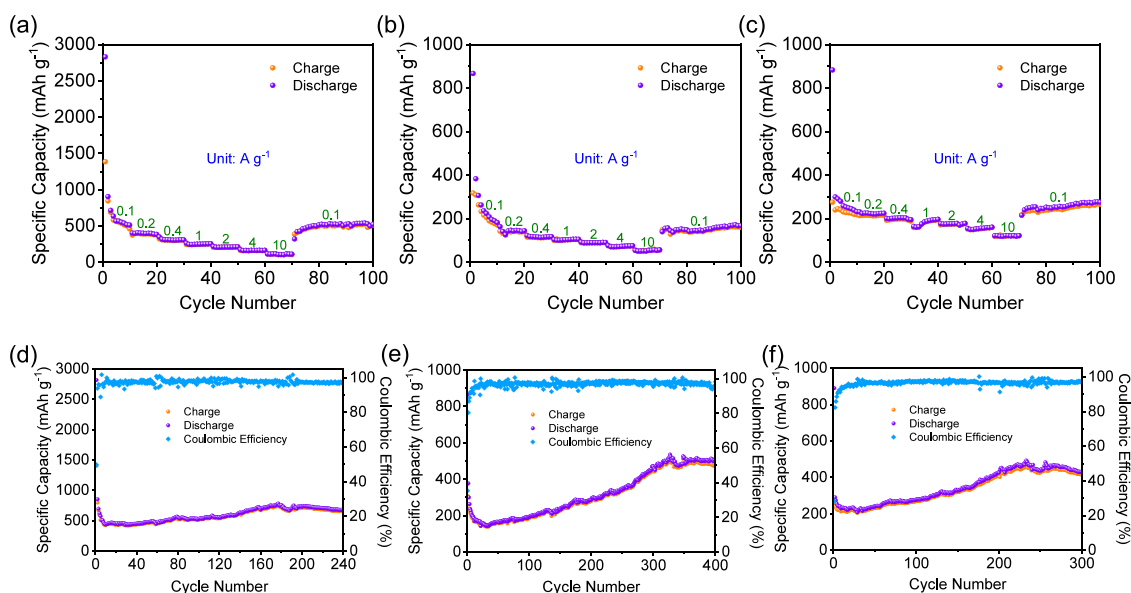 (a)
3000
2500
2000
1500
1000
500
0
Specific Capacity (mAh g⁻¹)
Charge
Discharge
Unit: A g⁻¹
0.1
0.2
0.4
1
2
4
10
0.1
0 20 40 60 80 100
Cycle Number
(b)
1000
800
600
400
200
0
Specific Capacity (mAh g⁻¹)
Charge
Discharge
Unit: A g⁻¹
0.1
0.2
0.4
1
2
4
10
0.1
0 20 40 60 80 100
Cycle Number
(c)
1000
800
600
400
200
0
Specific Capacity (mAh g⁻¹)
Charge
Discharge
Unit: A g⁻¹
0.1
0.2
0.4
1
2
4
10
0.1
0 20 40 60 80 100
Cycle Number
(d)
3000
2500
2000
1500
1000
500
0
Specific Capacity (mAh g⁻¹)
Charge
Discharge
Coulombic Efficiency
100
80
60
40
20
0
Coulombic Efficiency (%)
0 40 80 120 160 200 240
Cycle Number
(e)
1000
800
600
400
200
0
Specific Capacity (mAh g⁻¹)
Charge
Discharge
Coulombic Efficiency
100
80
60
40
20
0
Coulombic Efficiency (%)
0 100 200 300 400
Cycle Number
(f)
1000
800
600
400
200
0
Specific Capacity (mAh g⁻¹)
Charge
Discharge
Coulombic Efficiency
100
80
60
40
20
0
Coulombic Efficiency (%)
0 100 200 300
Cycle Number